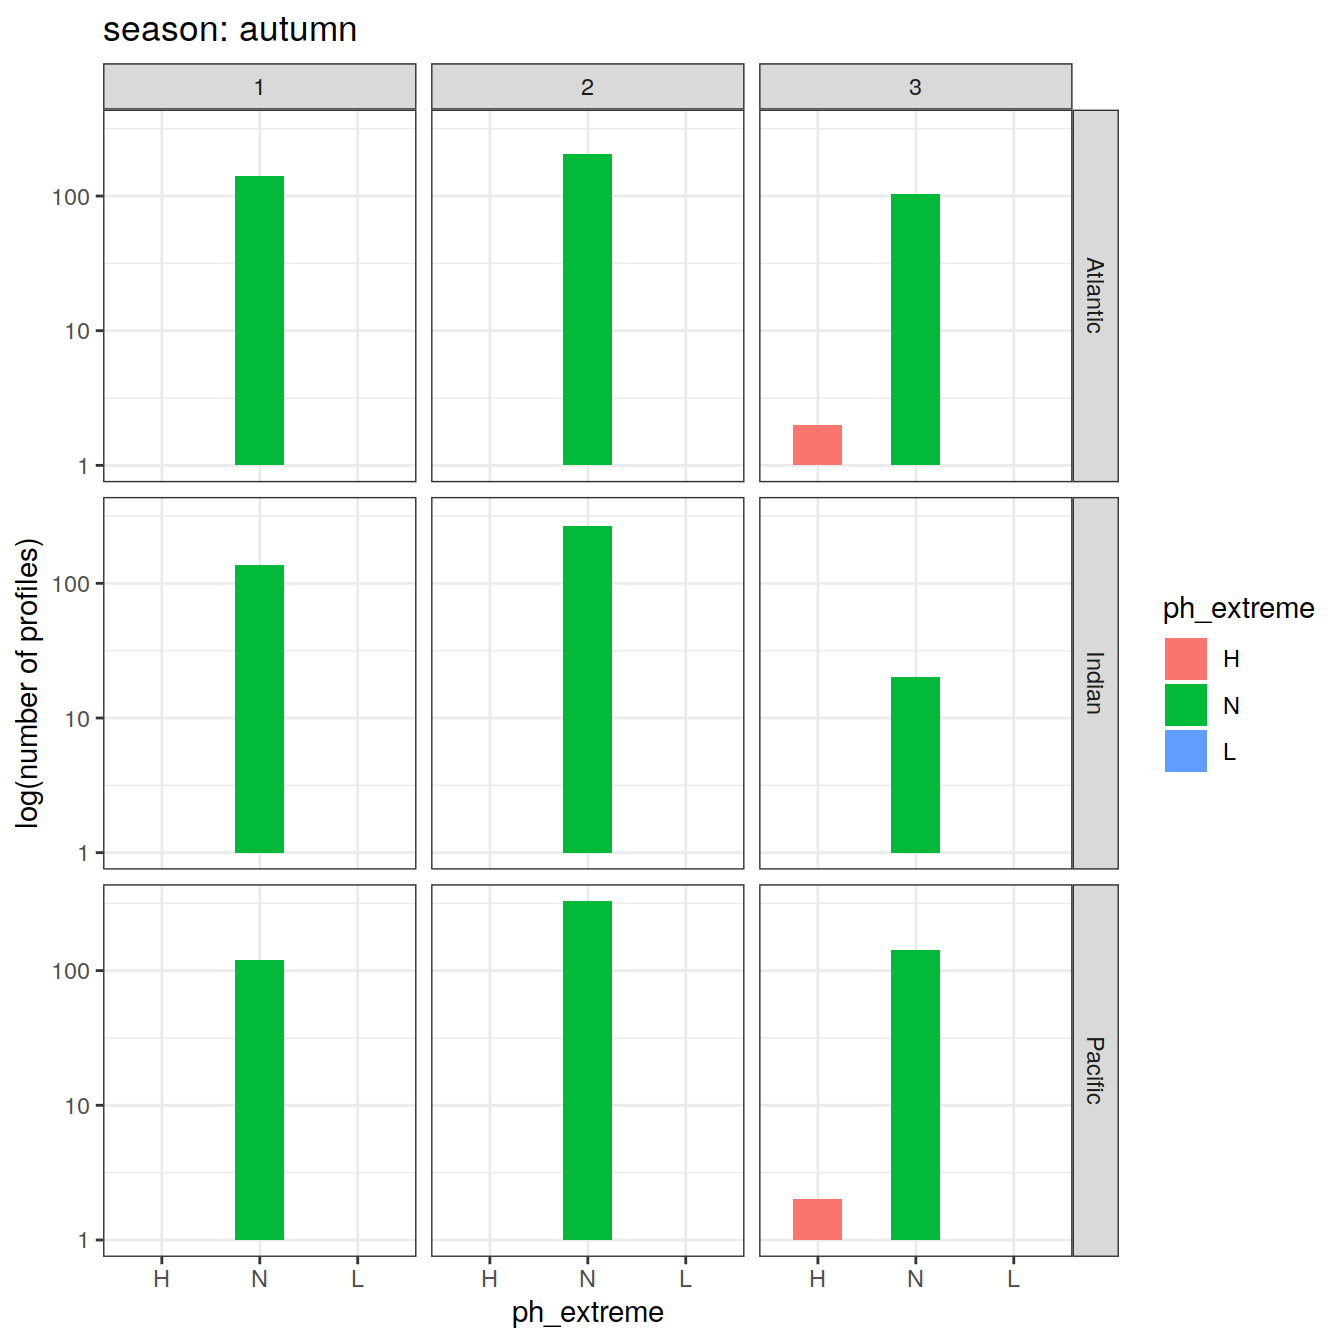 season: autumn
1 2 3
100
10
1
Atlantic
100
10
1
Indian
100
10
1
Pacific
H N L H N L H N L
ph_extreme
log(number of profiles)
ph_extreme
H
N
L